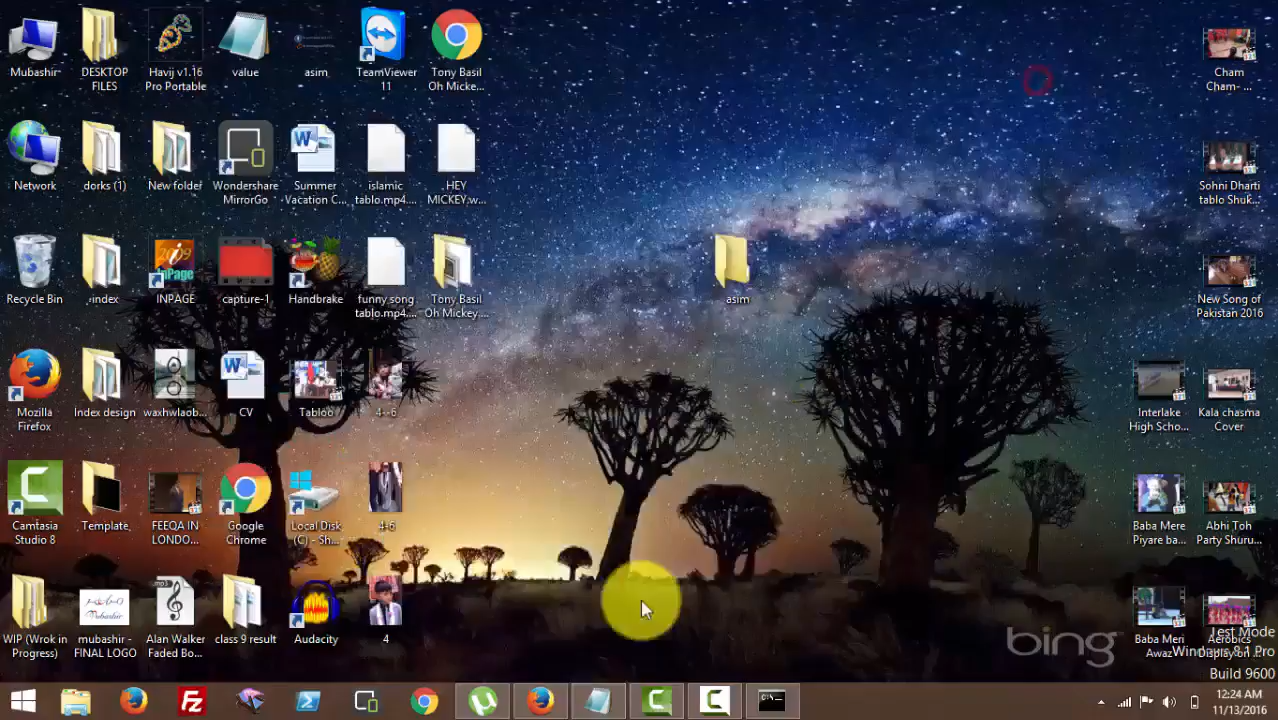 Mubashir
DESKTOP
FILES
Havij v1.16
Pro Portable
value
asim
TeamViewer
11
Tony Basil
Oh Micke...
Cham
Cham- ...
Network
dorks (1)
New folder
Wondershare
MirrorGo
Summer
Vacation C...
islamic
tablo.mp4....
HEY
MICKEY.w...
Sohni Dharti
tablo Shuk...
Recycle Bin
.index
2009
InPage
INPAGE
capture-1
Handbrake
funny song
tablo.mp4....
Tony Basil
Oh Mickey....
asim
New Song of
Pakistan 2016
Mozilla
Firefox
Index design
waxhwlaob...
CV
Tabloo
4--6
Interlake
High Scho...
Kala chasma
Cover
Camtasia
Studio 8
Template,
FEEQA IN
LONDO...
Google
Chrome
Local Disk
(C) - Sh...
4-6
Baba Mere
Piyare ba...
Abhi Toh
Party Shuru...
WIP (Wrok in
Progress)
mubashir -
FINAL LOGO
.mp3
Alan Walker
Faded Bo...
class 9 result
Audacity
4
Baba Meri
Awaz...
Aerobics
Display on...
bing
Test Mode
Windows 8.1 Pro
Build 9600
12:24 AM
11/13/2016